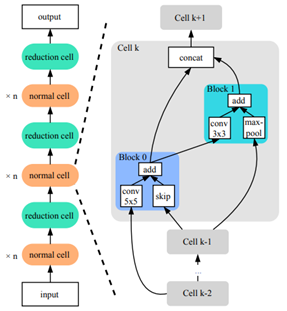 output
reduction cell
× n
normal cell
reduction cell
× n
normal cell
reduction cell
× n
normal cell
input
Cell k+1
Cell k
concat
Block 1
add
conv
3x3
max-
pool
Block 0
add
conv
5x5
skip
Cell k-1
...
Cell k-2